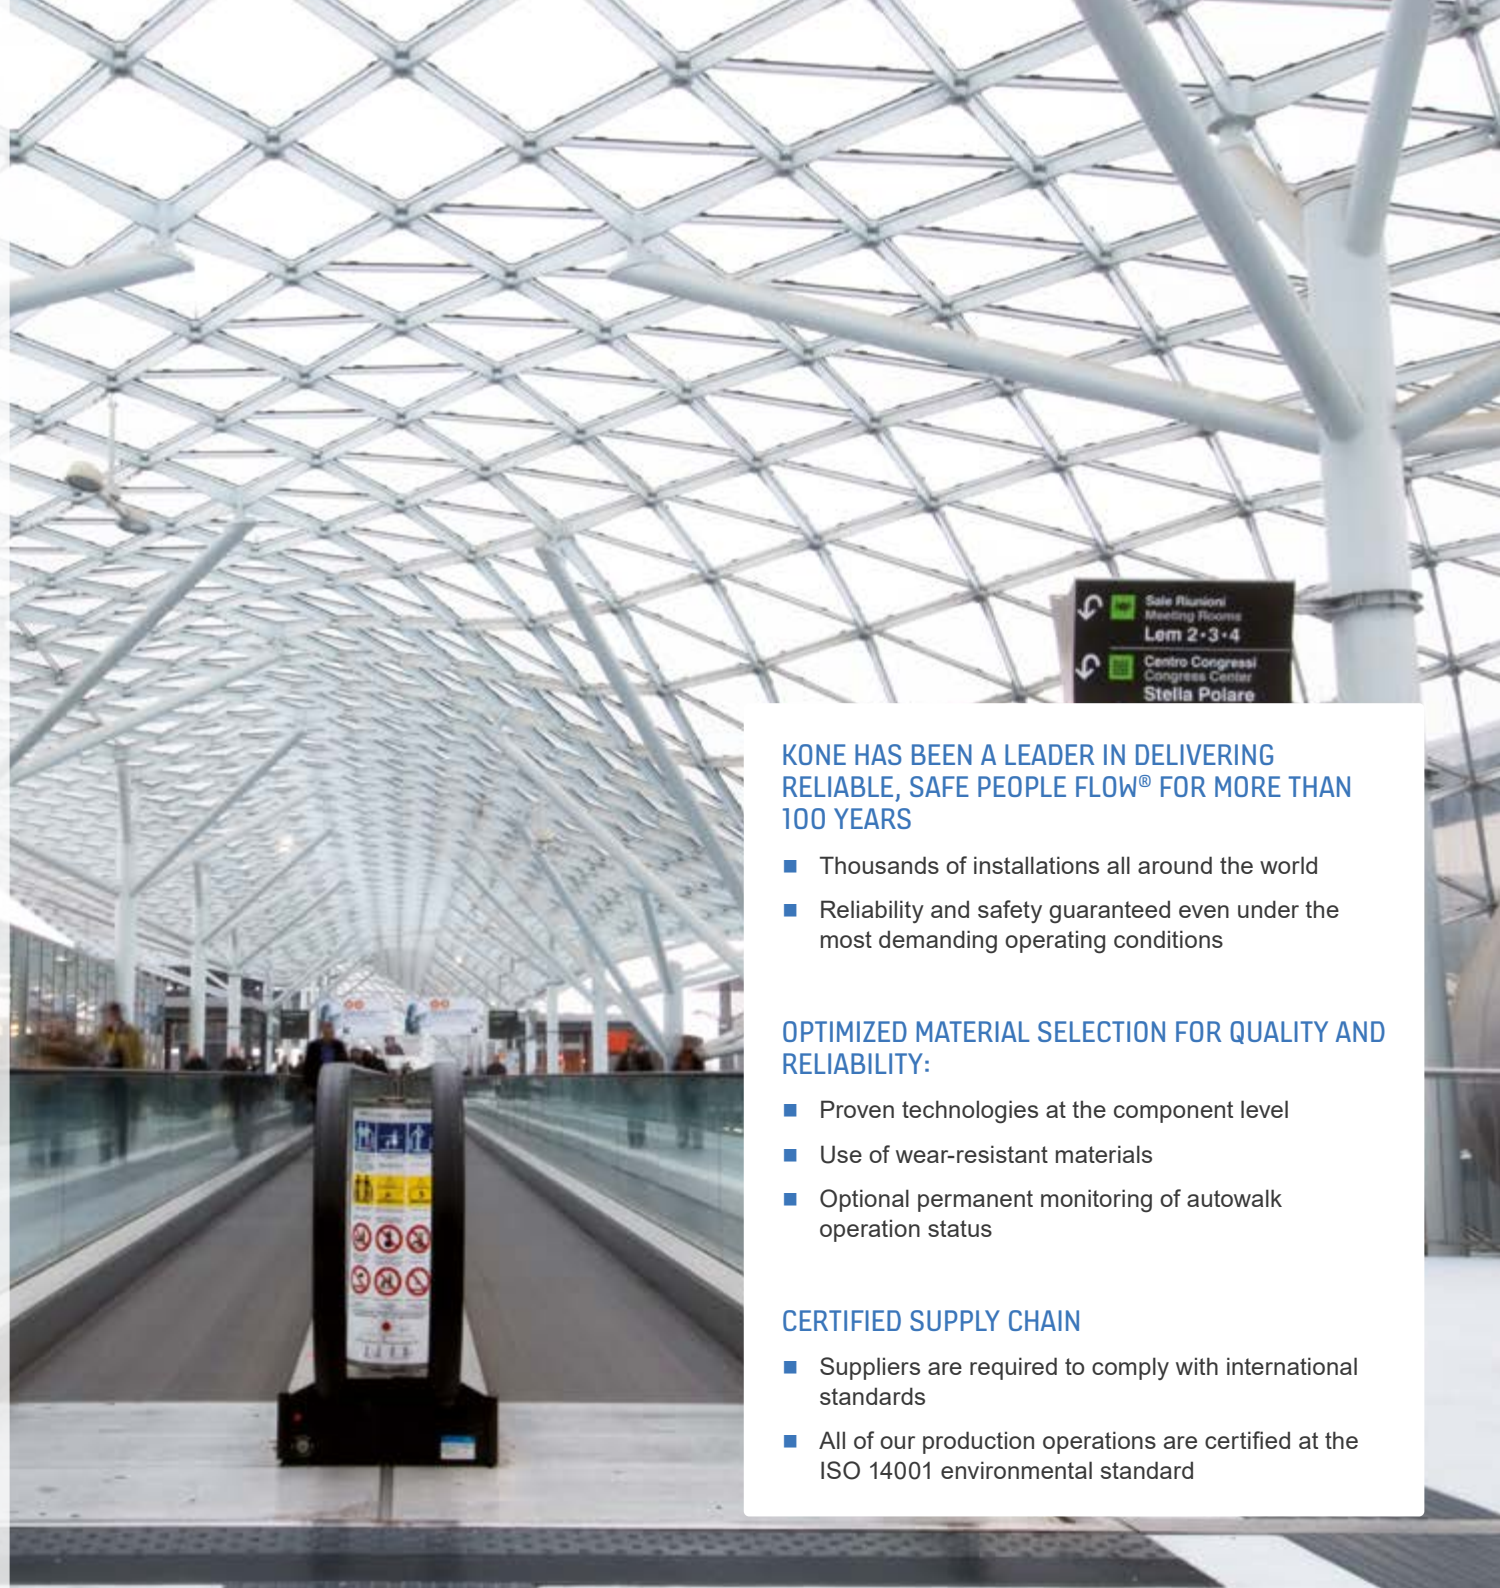 Sale Riunioni
Meeting Rooms
Lem 2•3•4
Centro Congressi
Congress Center
Stella Polare
KONE HAS BEEN A LEADER IN DELIVERING
RELIABLE, SAFE PEOPLE FLOW® FOR MORE THAN
100 YEARS
■ Thousands of installations all around the world
■ Reliability and safety guaranteed even under the
most demanding operating conditions
OPTIMIZED MATERIAL SELECTION FOR QUALITY AND
RELIABILITY:
■ Proven technologies at the component level
■ Use of wear-resistant materials
■ Optional permanent monitoring of autowalk
operation status
CERTIFIED SUPPLY CHAIN
■ Suppliers are required to comply with international
standards
■ All of our production operations are certified at the
ISO 14001 environmental standard